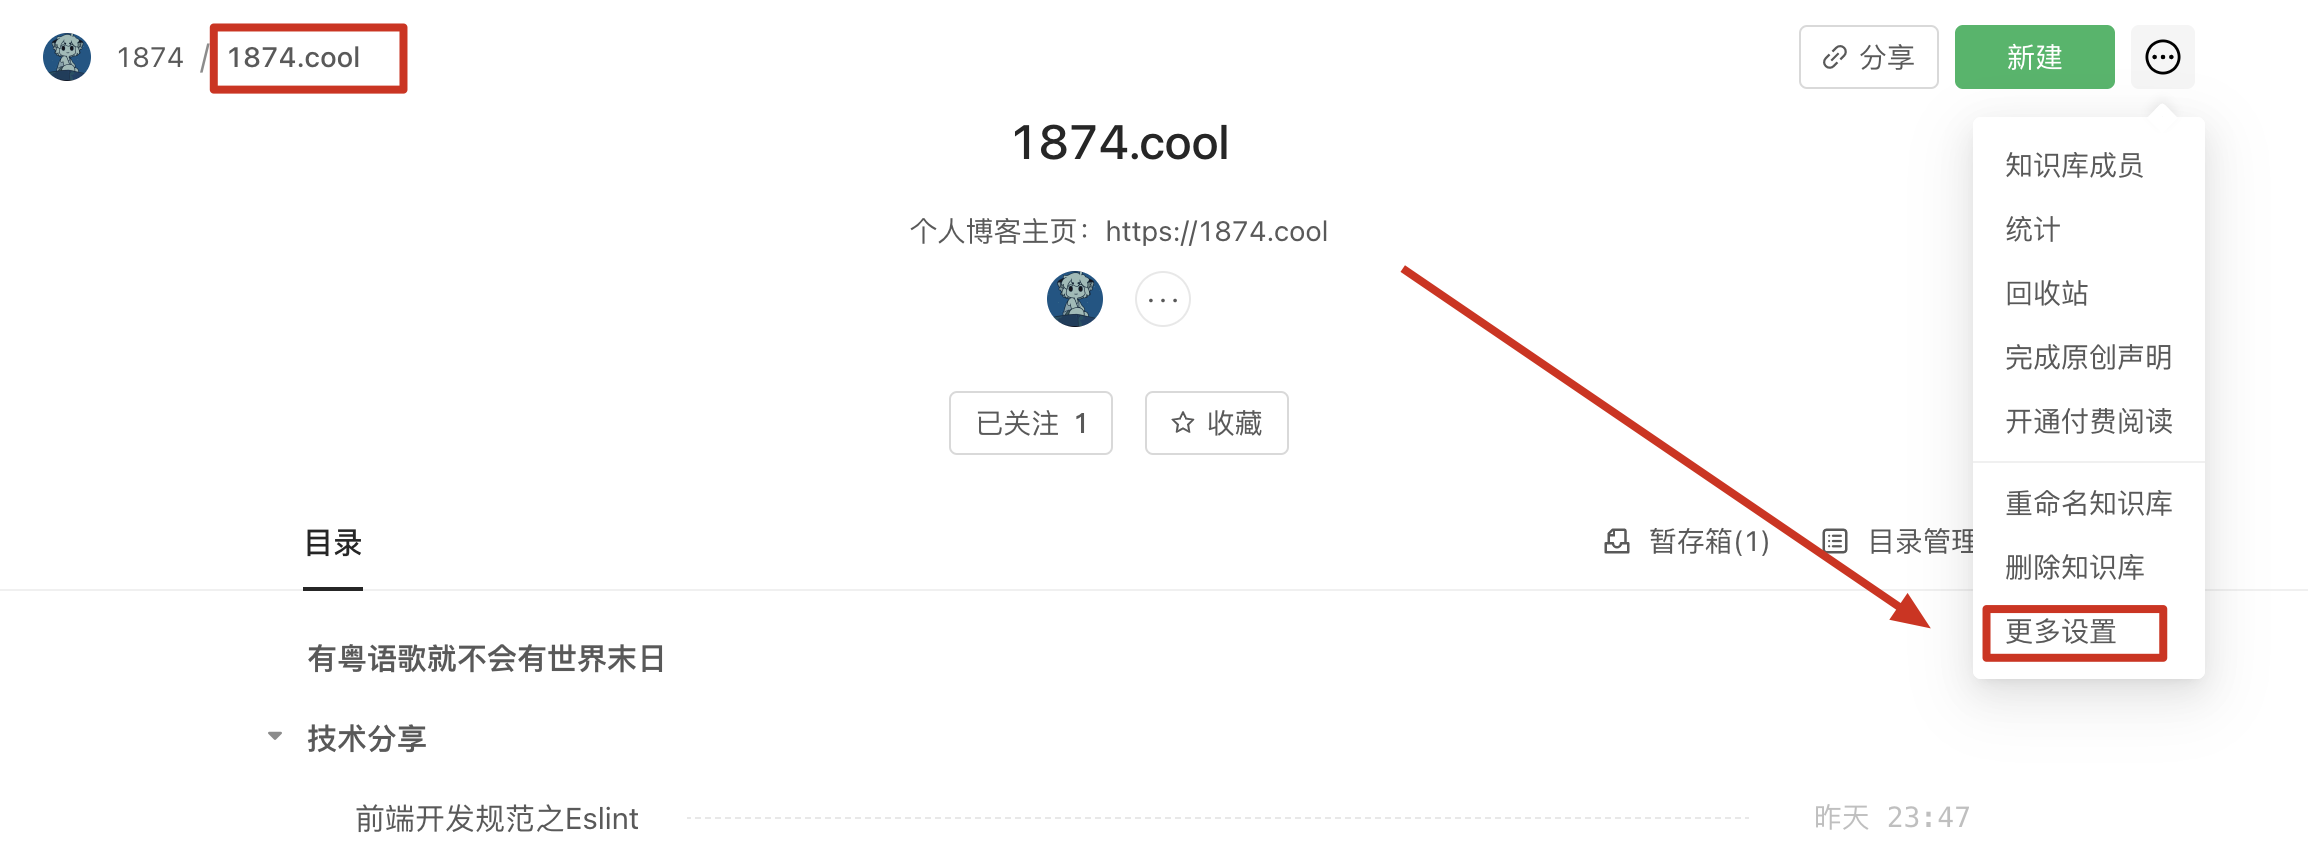 1874 / 1874.cool
分享
新建
1874.cool
个人博客主页：https://1874.cool
已关注 1
收藏
知识库成员
统计
回收站
完成原创声明
开通付费阅读
重命名知识库
删除知识库
更多设置
目录
暂存箱(1)
目录管理
有粤语歌就不会有世界末日
技术分享
前端开发规范之Eslint
昨天 23:47